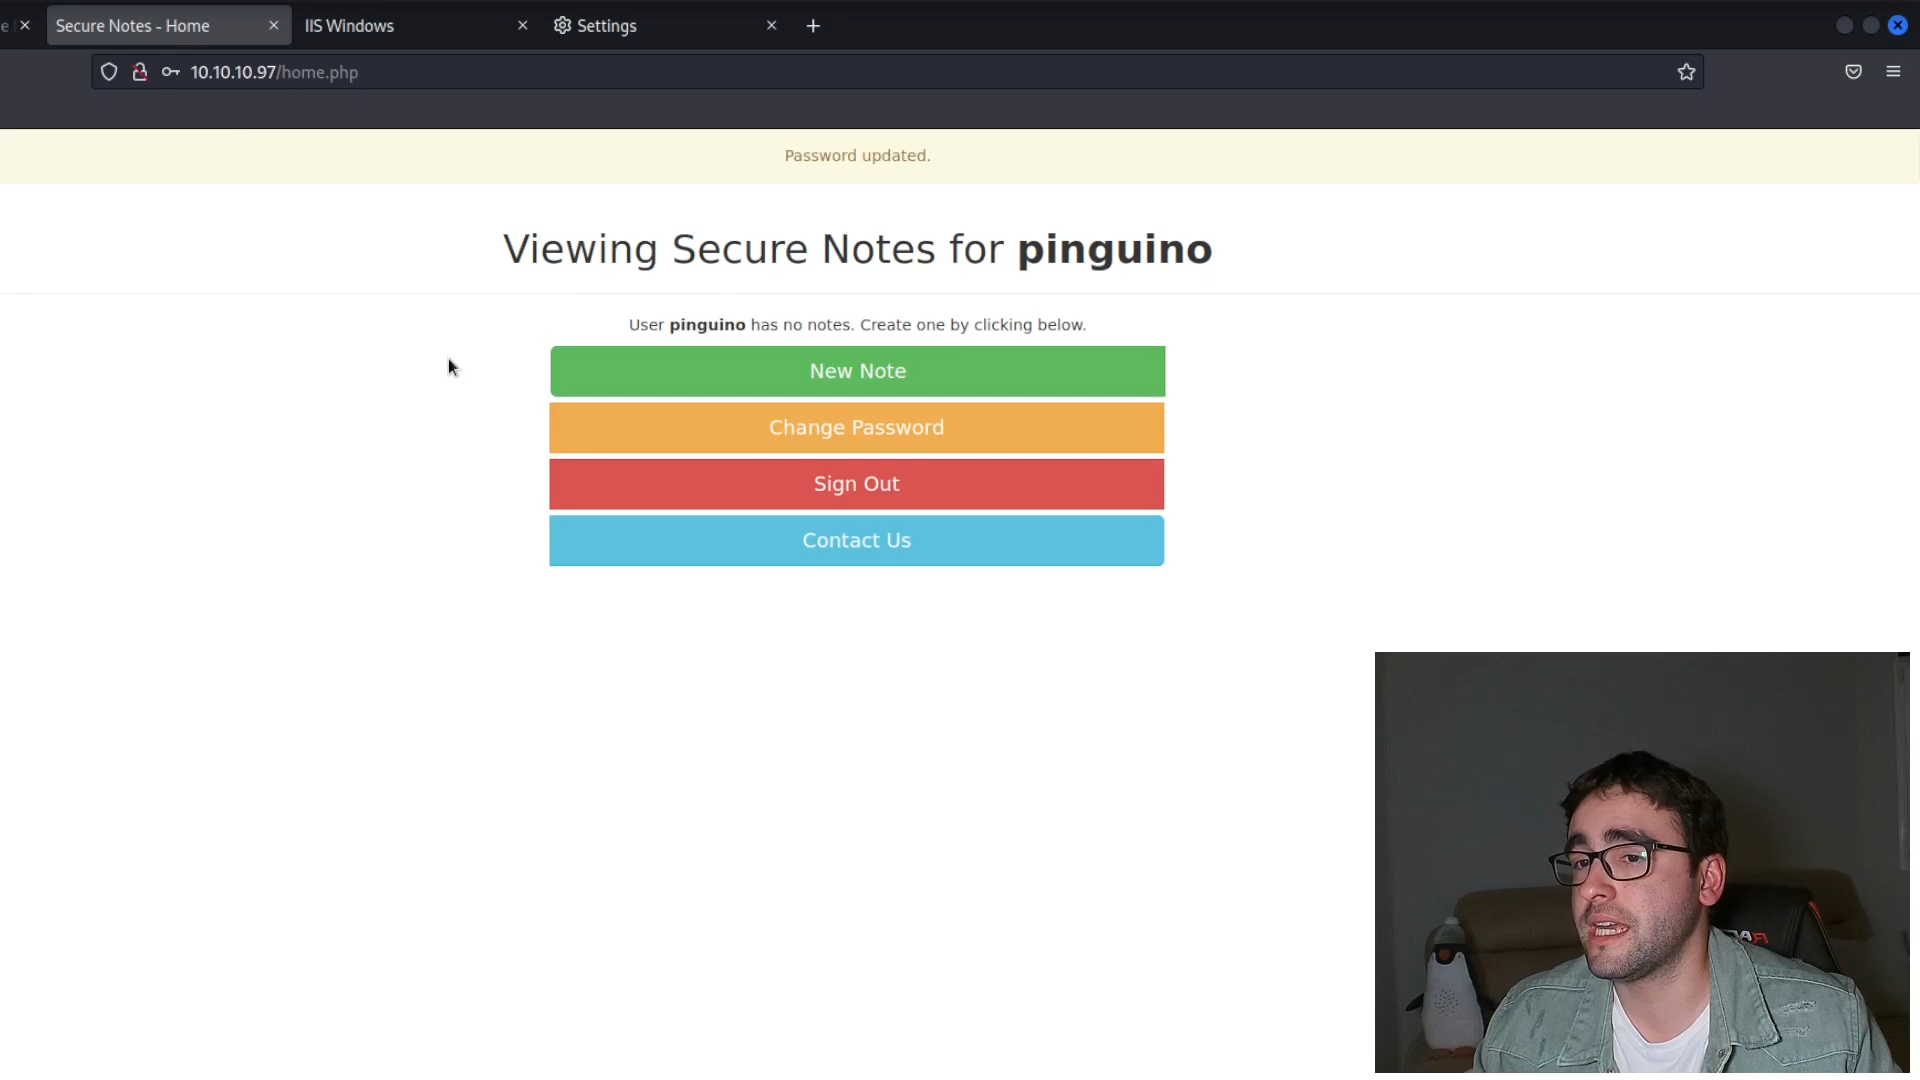 e
Secure Notes - Home
IIS Windows
Settings
10.10.10.97/home.php
Password updated.
Viewing Secure Notes for pinguino
User pinguino has no notes. Create one by clicking below.
New Note
Change Password
Sign Out
Contact Us